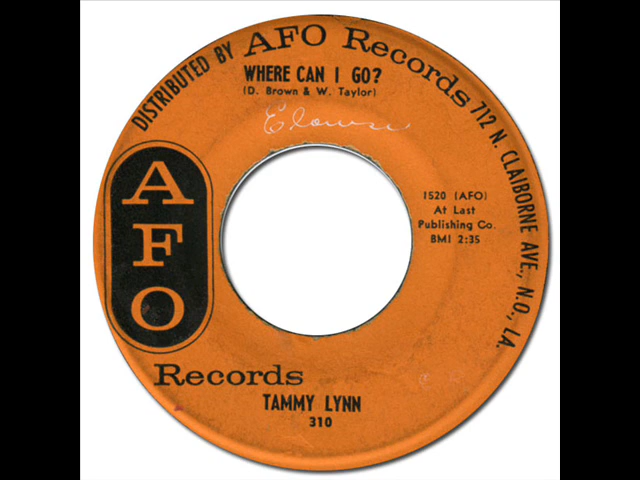 DISTRIBUTED BY AFO Records 712 N. CLAIBORNE AVE., N.O., LA.
WHERE CAN I GO?
(D. Brown & W. Taylor)
1520 (AFO)
At Last
Publishing Co.
BMI 2:35
AFO
Records
TAMMY LYNN
310